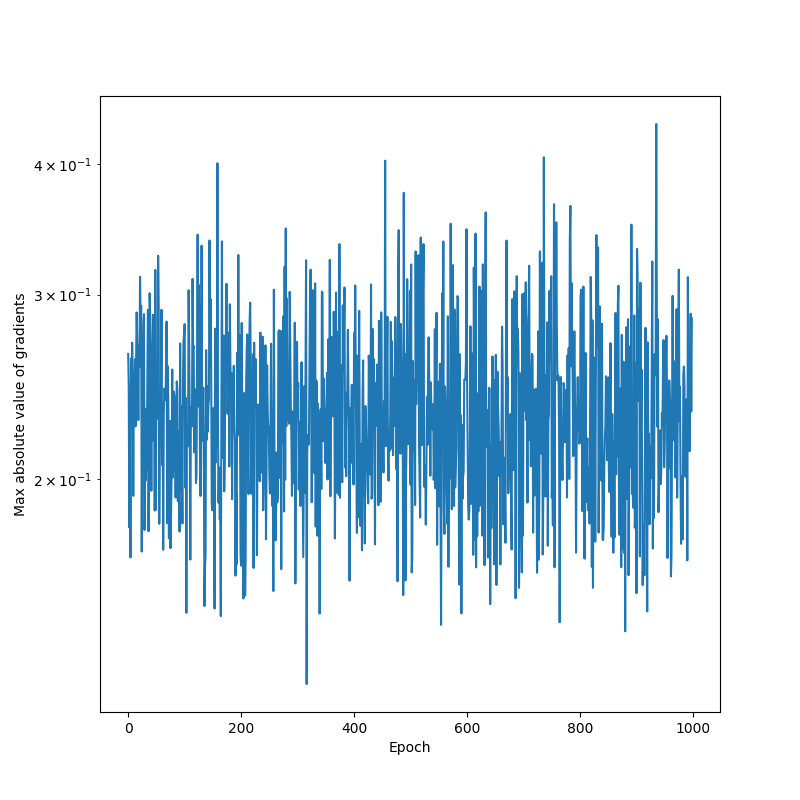 4 × 10⁻¹
3 × 10⁻¹
2 × 10⁻¹
Max absolute value of gradients
0 200 400 600 800 1000
Epoch